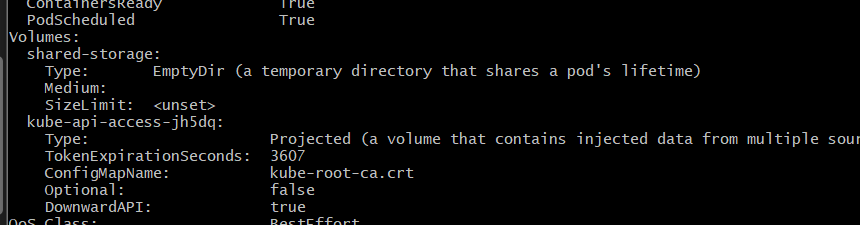 ContainersReady True
PodScheduled True
Volumes:
shared-storage:
Type: EmptyDir (a temporary directory that shares a pod's lifetime)
Medium:
SizeLimit: <unset>
kube-api-access-jh5dq:
Type: Projected (a volume that contains injected data from multiple sour
TokenExpirationSeconds: 3607
ConfigMapName: kube-root-ca.crt
Optional: false
DownwardAPI: true
QoS Class: BestEffort